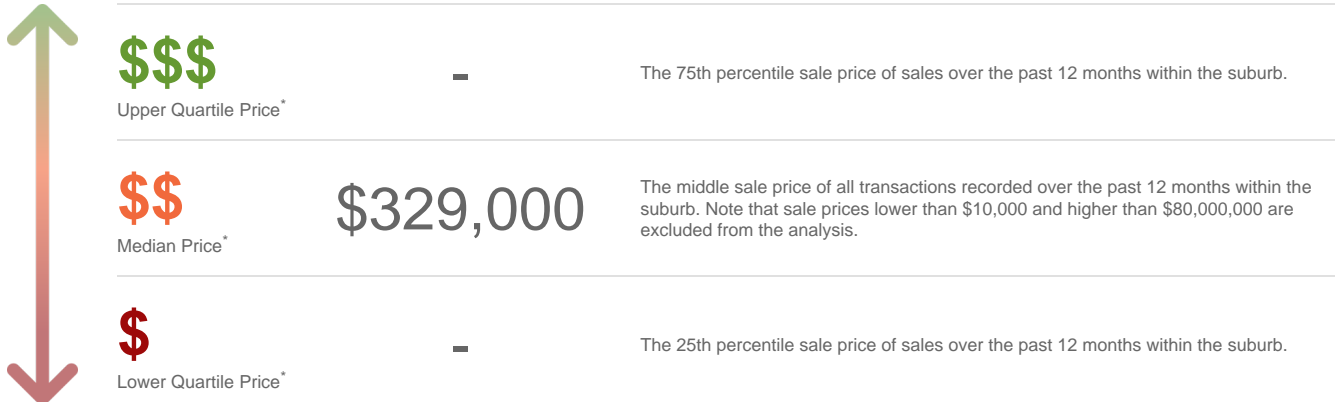 $$$
Upper Quartile Price*
-
The 75th percentile sale price of sales over the past 12 months within the suburb.
$$
Median Price*
$329,000
The middle sale price of all transactions recorded over the past 12 months within the
suburb. Note that sale prices lower than $10,000 and higher than $80,000,000 are
excluded from the analysis.
$
Lower Quartile Price*
-
The 25th percentile sale price of sales over the past 12 months within the suburb.